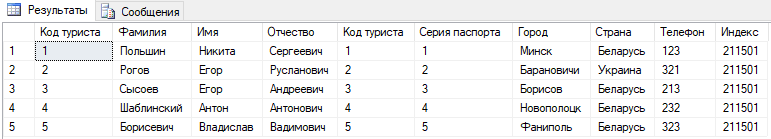 Результаты Сообщения
Код туриста Фамилия Имя Отчество Код туриста Серия паспорта Город Страна Телефон Индекс
1 1 Польшин Никита Сергеевич 1 1 Минск Беларусь 123 211501
2 2 Рогов Егор Русланович 2 2 Барановичи Украина 321 211501
3 3 Сысоев Егор Андреевич 3 3 Борисов Беларусь 213 211501
4 4 Шаблинский Антон Антонович 4 4 Новополоцк Беларусь 232 211501
5 5 Борисевич Владислав Вадимович 5 5 Фаниполь Беларусь 323 211501